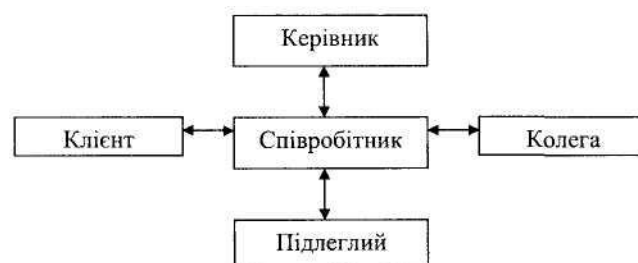 Керівник
Клієнт
Співробітник
Колега
Підлеглий